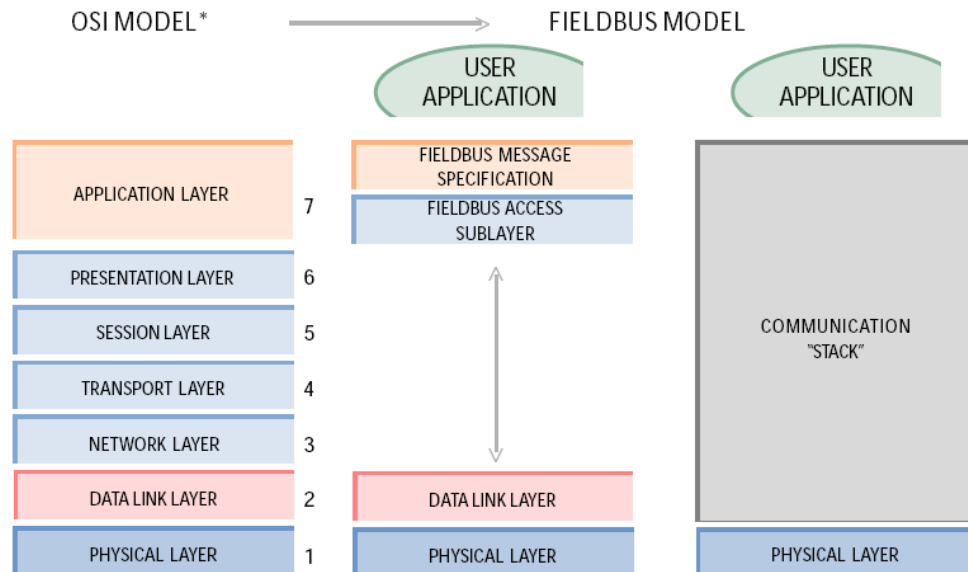 OSI MODEL*
FIELDBUS MODEL
USER
APPLICATION
USER
APPLICATION
APPLICATION LAYER
7
FIELDBUS MESSAGE
SPECIFICATION
FIELDBUS ACCESS
SUBLAYER
PRESENTATION LAYER
6
SESSION LAYER
5
COMMUNICATION
"STACK"
TRANSPORT LAYER
4
NETWORK LAYER
3
DATA LINK LAYER
2
DATA LINK LAYER
PHYSICAL LAYER
1
PHYSICAL LAYER
PHYSICAL LAYER